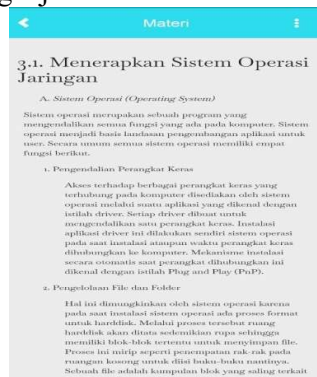 Materi
3.1. Menerapkan Sistem Operasi
Jaringan
A. Sistem Operasi (Operating System)
Sistem operasi merupakan sebuah program yang
mengendalikan semua fungsi yang ada pada komputer. Sistem
operasi menjadi basis landasan pengembangan aplikasi untuk
user. Secara umum semua sistem operasi memiliki empat
fungsi berikut.
1. Pengendalian Perangkat Keras
Akses terhadap berbagai perangkat keras yang
terhubung pada komputer disediakan oleh sistem
operasi melalui suatu aplikasi yang dikenal dengan
istilah driver. Setiap driver dibuat untuk
mengendalikan satu perangkat keras. Instalasi
aplikasi driver ini dilakukan sendiri sistem operasi
pada saat instalasi ataupun waktu perangkat keras
dihubungkan ke komputer. Mekanisme instalasi
secara otomatis saat perangkat dihubungkan ini
dikenal dengan istilah Plug and Play (PnP).
2. Pengelolaan File dan Folder
Hal ini dimungkinkan oleh sistem operasi karena
pada saat instalasi sistem operasi ada proses format
untuk harddisk. Melalui proses tersebut ruang
harddisk akan ditata sedemikian rupa sehingga
memiliki blok-blok tertentu untuk menyimpan file.
Proses ini mirip seperti penempatan rak-rak pada
ruangan kosong untuk diisi buku-buku nantinya.
Sebuah file adalah kumpulan blok yang saling terkait